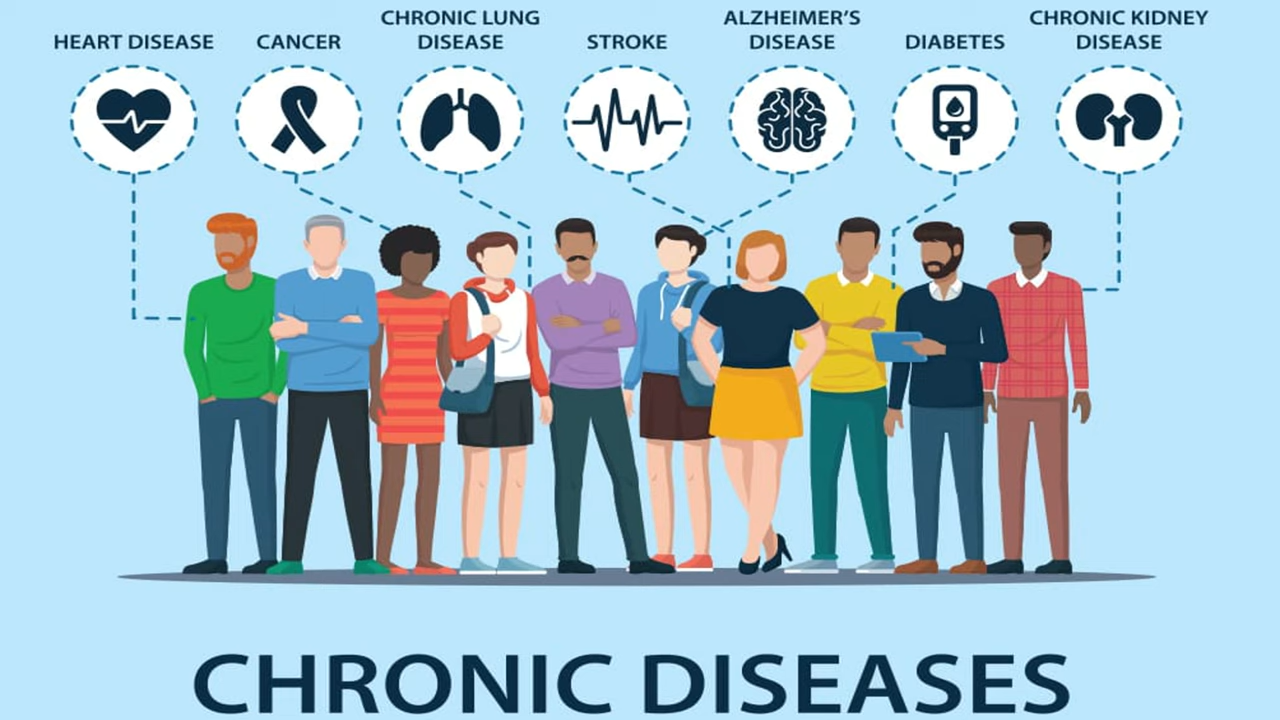 HEART DISEASE
CANCER
CHRONIC LUNG
DISEASE
STROKE
ALZHEIMER'S
DISEASE
DIABETES
CHRONIC KIDNEY
DISEASE
CHRONIC DISEASES